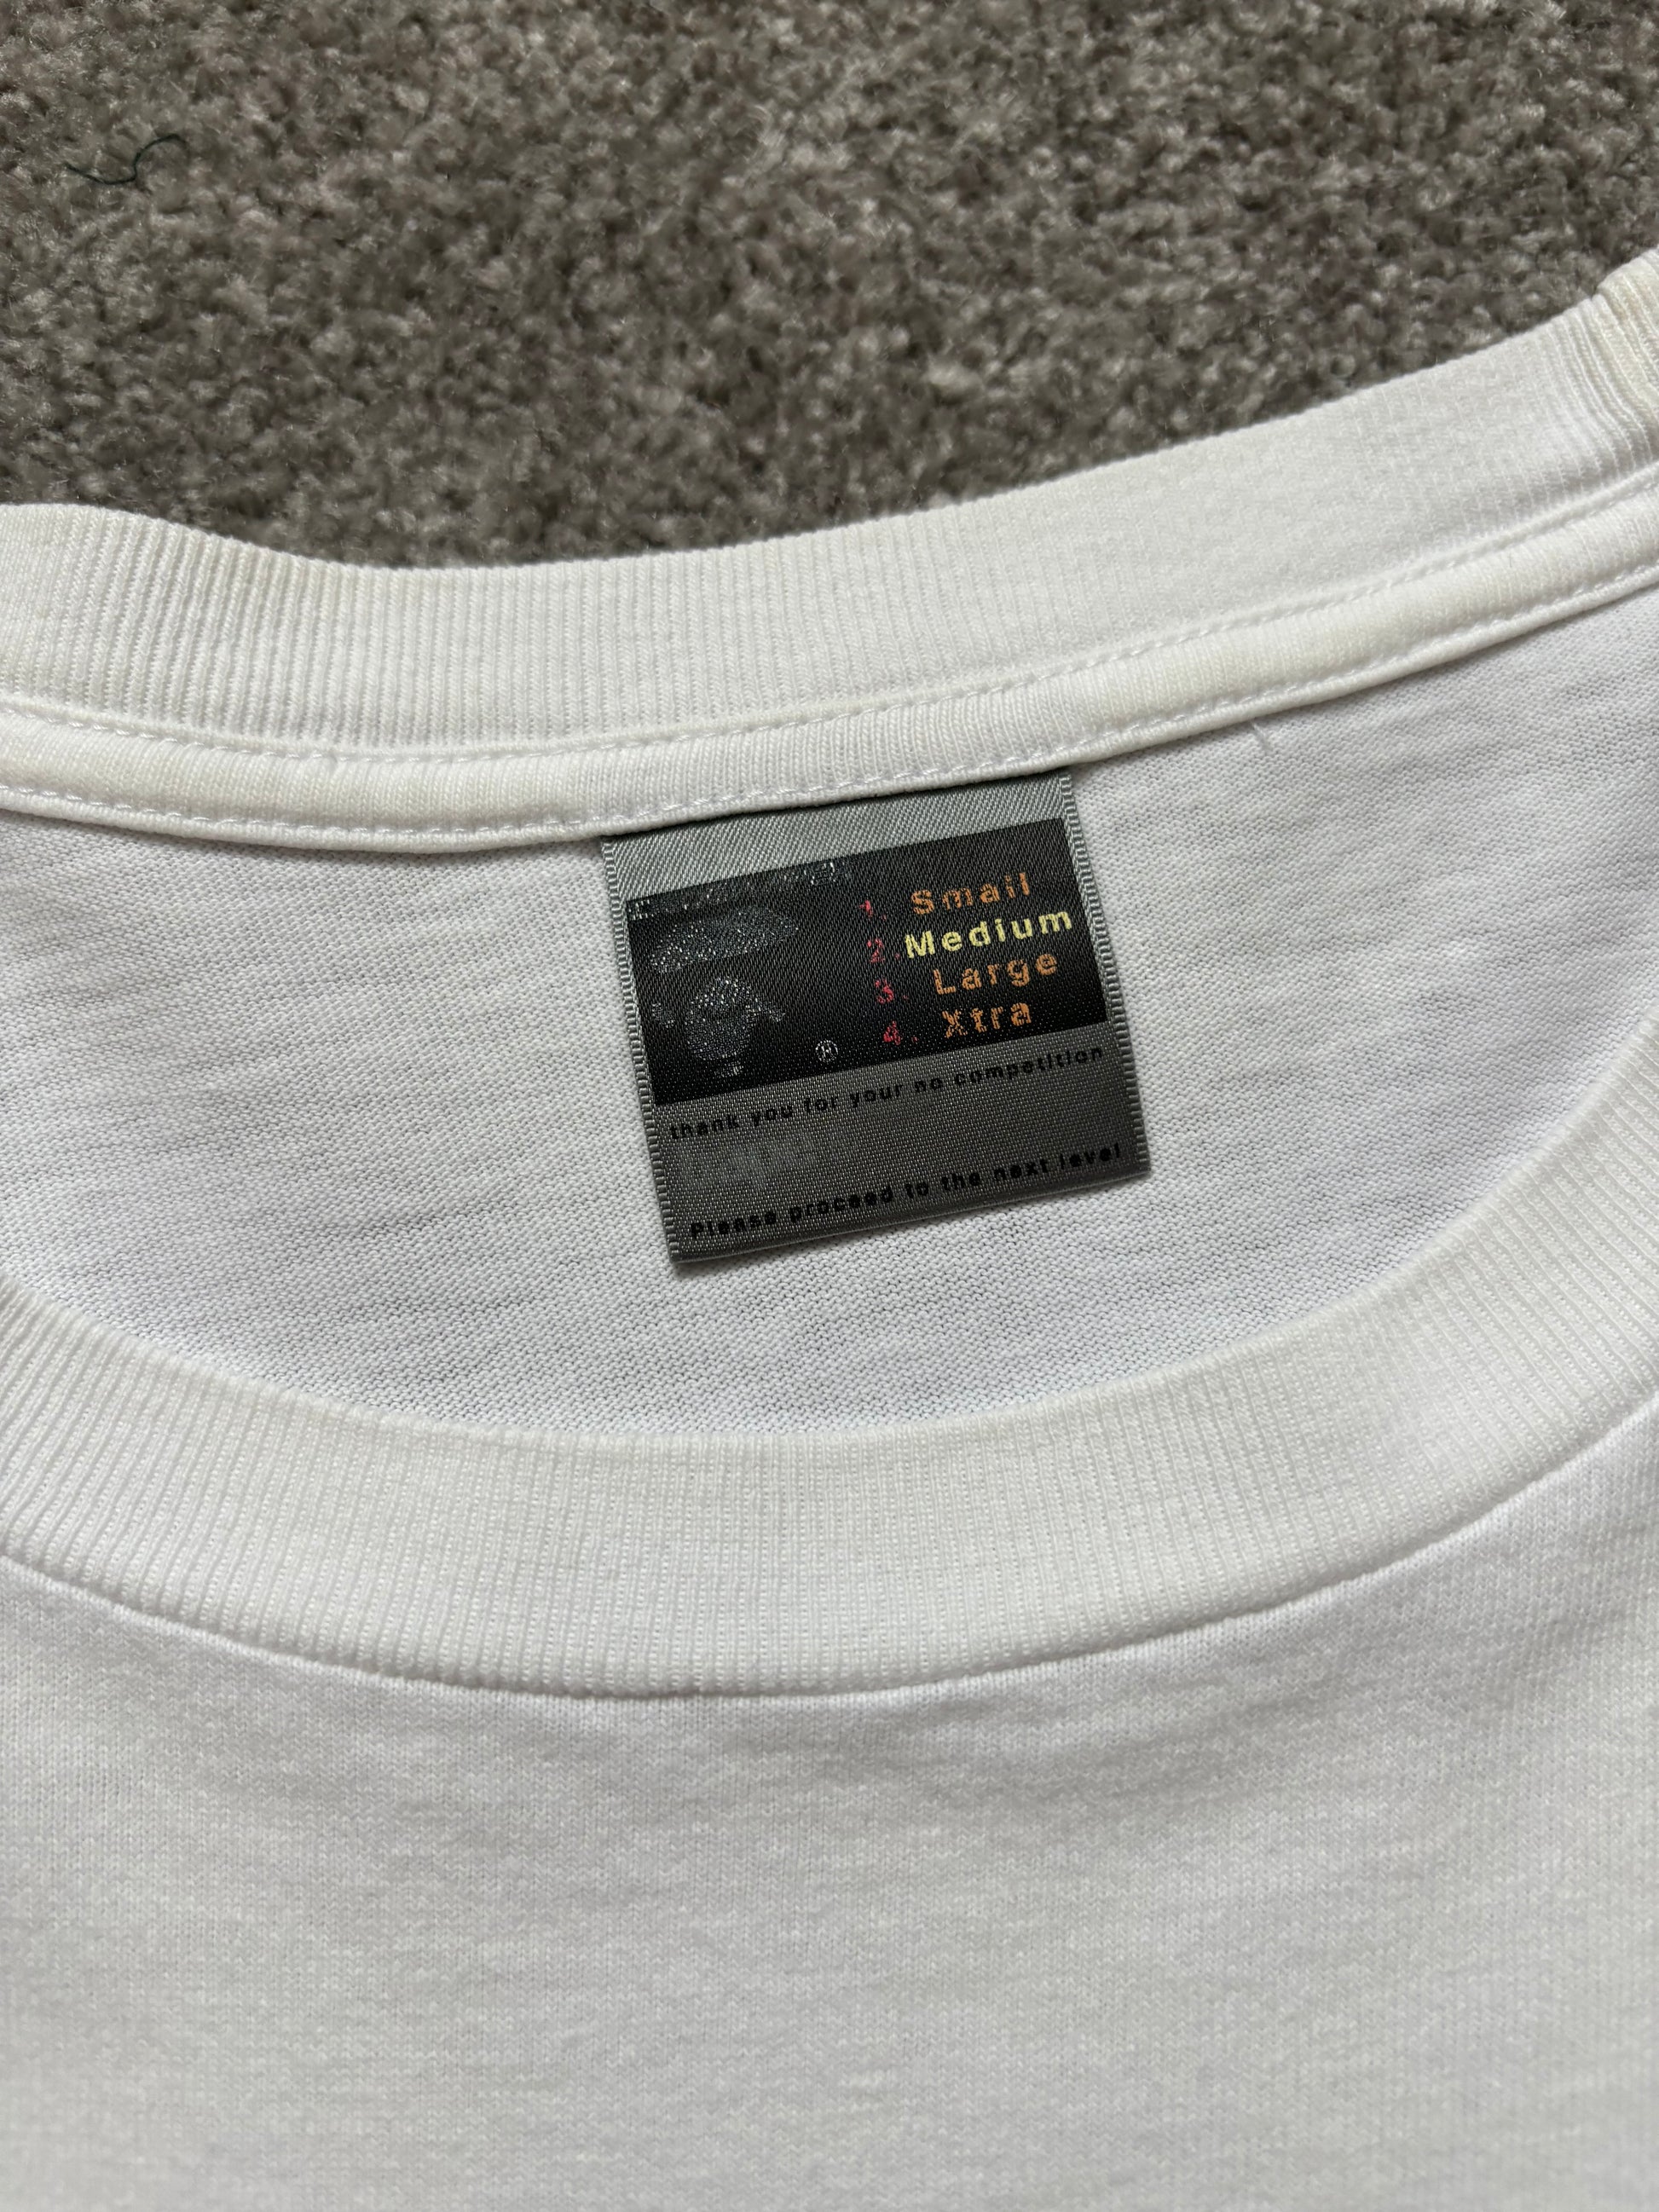 1. Small
2. Medium
3. Large
4. Xtra
®
thank you for your no competition
Please proceed to the next level